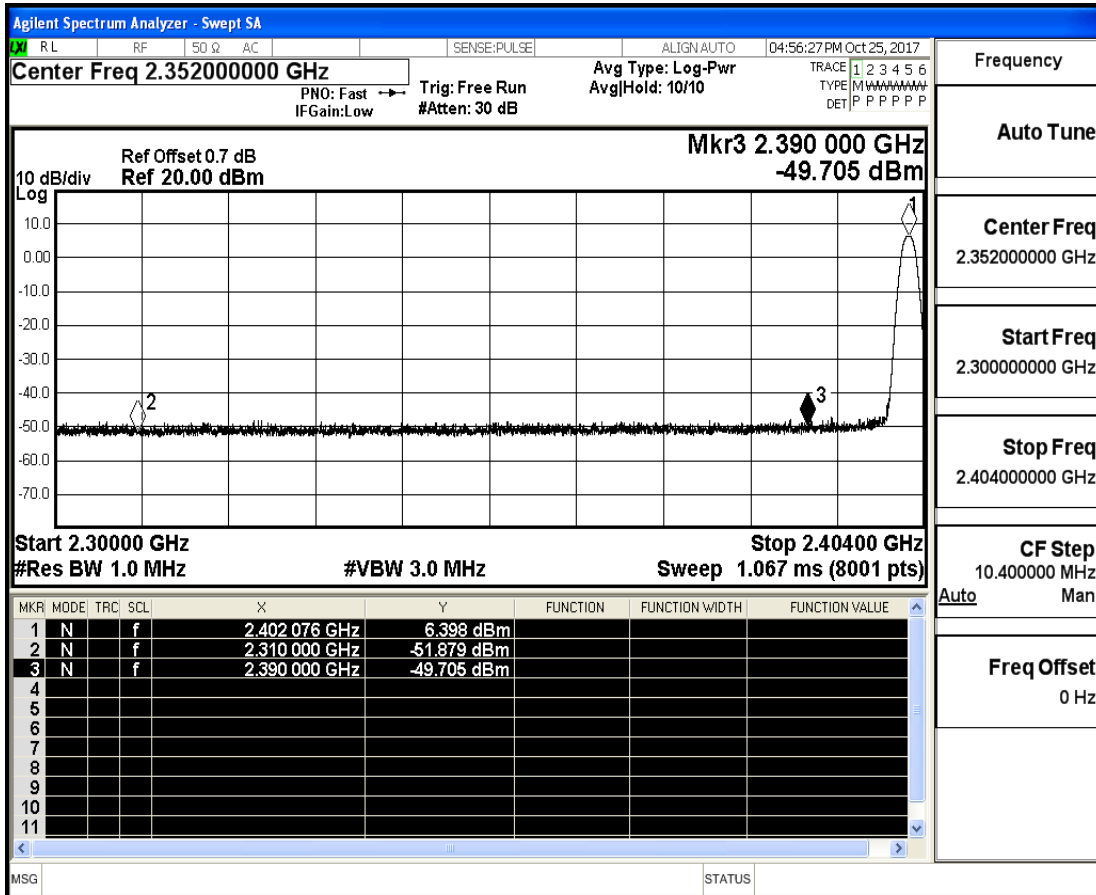 Agilent Spectrum Analyzer - Swept SA
LXI RL RF 50 Ω AC SENSE:PULSE ALIGN AUTO 04:56:27 PM Oct 25, 2017
Center Freq 2.352000000 GHz
PNO: Fast
IFGain:Low
Trig: Free Run
#Atten: 30 dB
Avg Type: Log-Pwr
Avg|Hold: 10/10
TRACE 1 2 3 4 5 6
TYPE M W W W W W
DET P P P P P P
Mkr3 2.390 000 GHz
-49.705 dBm
Ref Offset 0.7 dB
10 dB/div Ref 20.00 dBm
Log
1
10.0
0.00
-10.0
-20.0
-30.0
-40.0
2
3
-50.0
-60.0
-70.0
Start 2.30000 GHz Stop 2.40400 GHz
#Res BW 1.0 MHz #VBW 3.0 MHz Sweep 1.067 ms (8001 pts)
MKR MODE TRC SCL X Y FUNCTION FUNCTION WIDTH FUNCTION VALUE
1 N f 2.402 076 GHz 6.398 dBm
2 N f 2.310 000 GHz -51.879 dBm
3 N f 2.390 000 GHz -49.705 dBm
4
5
6
7
8
9
10
11
MSG STATUS
Frequency
Auto Tune
Center Freq
2.352000000 GHz
Start Freq
2.300000000 GHz
Stop Freq
2.404000000 GHz
CF Step
10.400000 MHz
Auto Man
Freq Offset
0 Hz